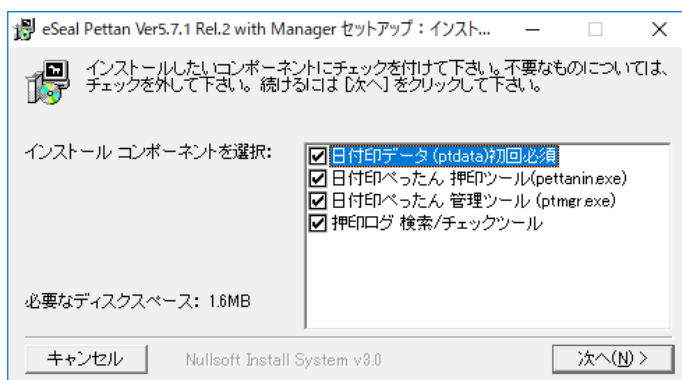 eSeal Pettan Ver5.7.1 Rel.2 with Manager セットアップ：インスト...
インストールしたいコンポーネントにチェックを付けて下さい。不要なものについては、
チェックを外して下さい。続けるには [次へ] をクリックして下さい。
インストール コンポーネントを選択:
日付印データ (ptdata)初回必須
日付印ぺったん 押印ツール(pettanin.exe)
日付印ぺったん 管理ツール (ptmgr.exe)
押印ログ 検索/チェックツール
必要なディスクスペース: 1.6MB
キャンセル
Nullsoft Install System v3.0
次へ(N) >